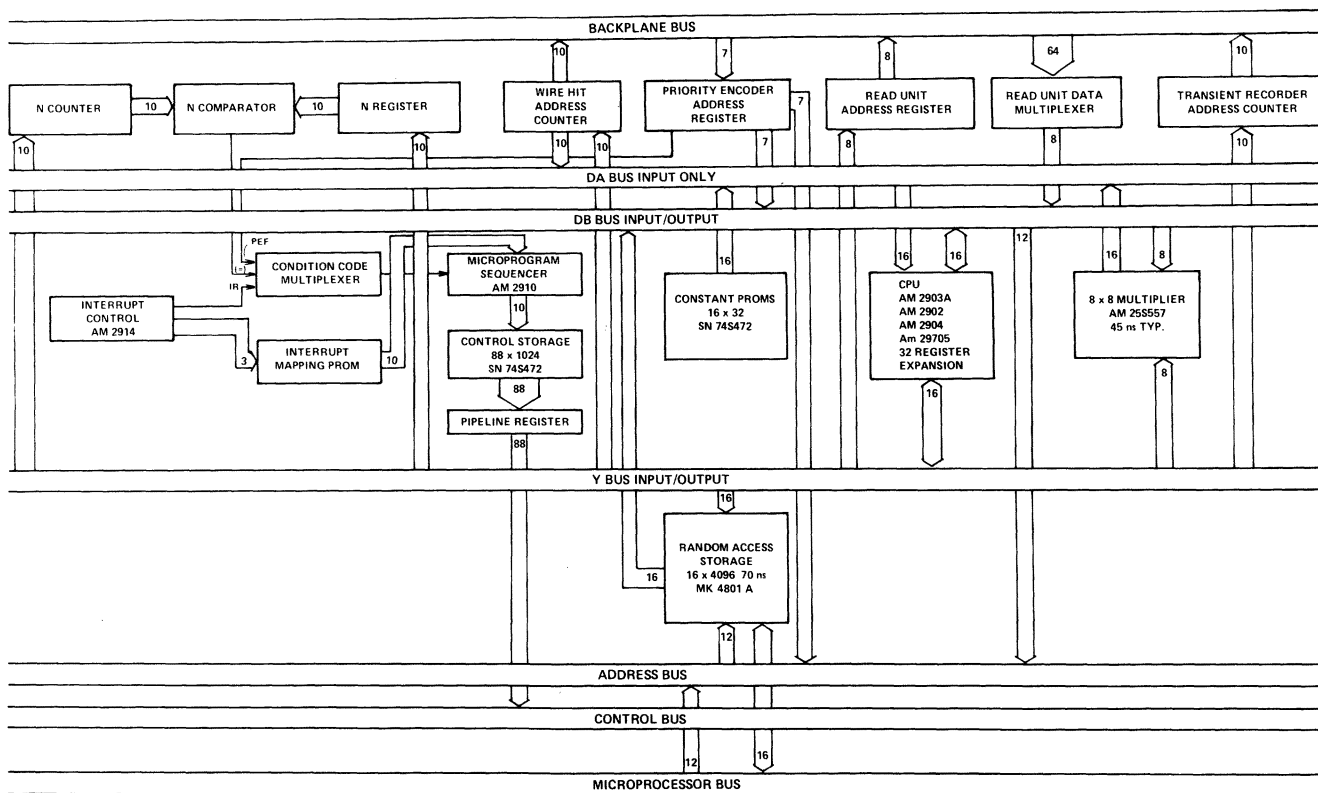 BACKPLANE BUS
10
7
8
64
10
N COUNTER
10
N COMPARATOR
10
N REGISTER
WIRE HIT
ADDRESS
COUNTER
PRIORITY ENCODER
ADDRESS
REGISTER
7
READ UNIT
ADDRESS REGISTER
READ UNIT DATA
MULTIPLEXER
TRANSIENT RECORDER
ADDRESS COUNTER
10
10
10
10
7
8
8
10
DA BUS INPUT ONLY
DB BUS INPUT/OUTPUT
PEF
(=)
IR
CONDITION CODE
MULTIPLEXER
MICROPROGRAM
SEQUENCER
AM 2910
INTERRUPT
CONTROL
AM 2914
3
INTERRUPT
MAPPING PROM
10
10
CONTROL STORAGE
88 x 1024
SN 74S472
88
PIPELINE REGISTER
88
16
CONSTANT PROMS
16 x 32
SN 74S472
16
16
CPU
AM 2903A
AM 2902
AM 2904
Am 29705
32 REGISTER
EXPANSION
16
12
16
8
8 x 8 MULTIPLIER
AM 25S557
45 ns TYP.
8
Y BUS INPUT/OUTPUT
16
RANDOM ACCESS
STORAGE
16 x 4096 70 ns
MK 4801 A
16
12
ADDRESS BUS
CONTROL BUS
12
16
MICROPROCESSOR BUS